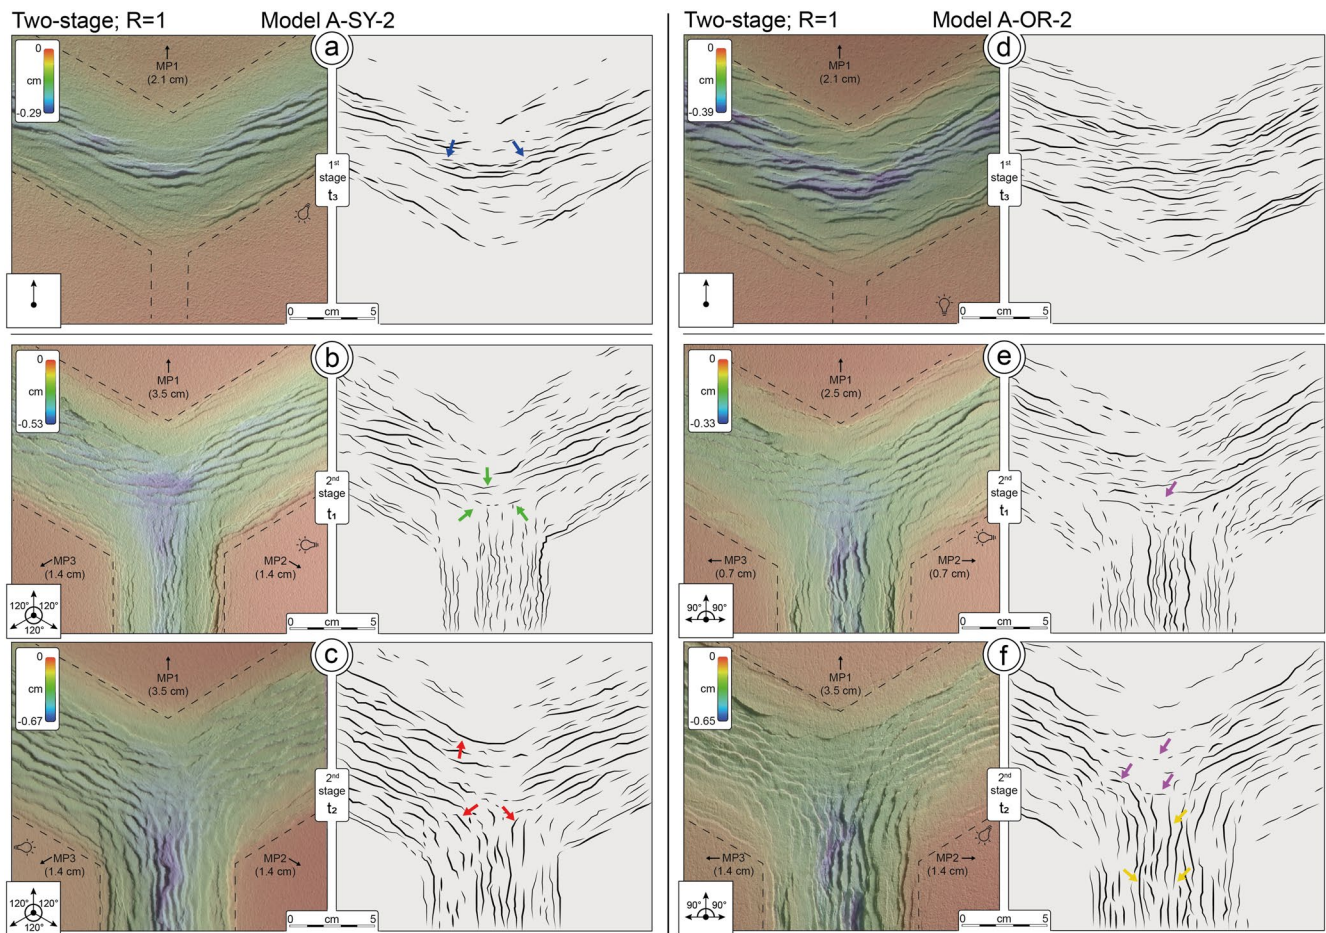 Two-stage; R=1 Model A-SY-2
a
0
cm
-0.29
MP1
(2.1 cm)
1st
stage
t3
0 cm 5
b
0
cm
-0.53
MP1
(3.5 cm)
2nd
stage
t1
MP3
(1.4 cm)
MP2
(1.4 cm)
120° 120°
120°
0 cm 5
c
0
cm
-0.67
MP1
(3.5 cm)
2nd
stage
t2
MP3
(1.4 cm)
MP2
(1.4 cm)
120° 120°
120°
0 cm 5
Two-stage; R=1 Model A-OR-2
d
0
cm
-0.39
MP1
(2.1 cm)
1st
stage
t3
0 cm 5
e
0
cm
-0.33
MP1
(2.5 cm)
2nd
stage
t1
MP3
(0.7 cm)
MP2
(0.7 cm)
90° 90°
0 cm 5
f
0
cm
-0.65
MP1
(3.5 cm)
2nd
stage
t2
MP3
(1.4 cm)
MP2
(1.4 cm)
90° 90°
0 cm 5